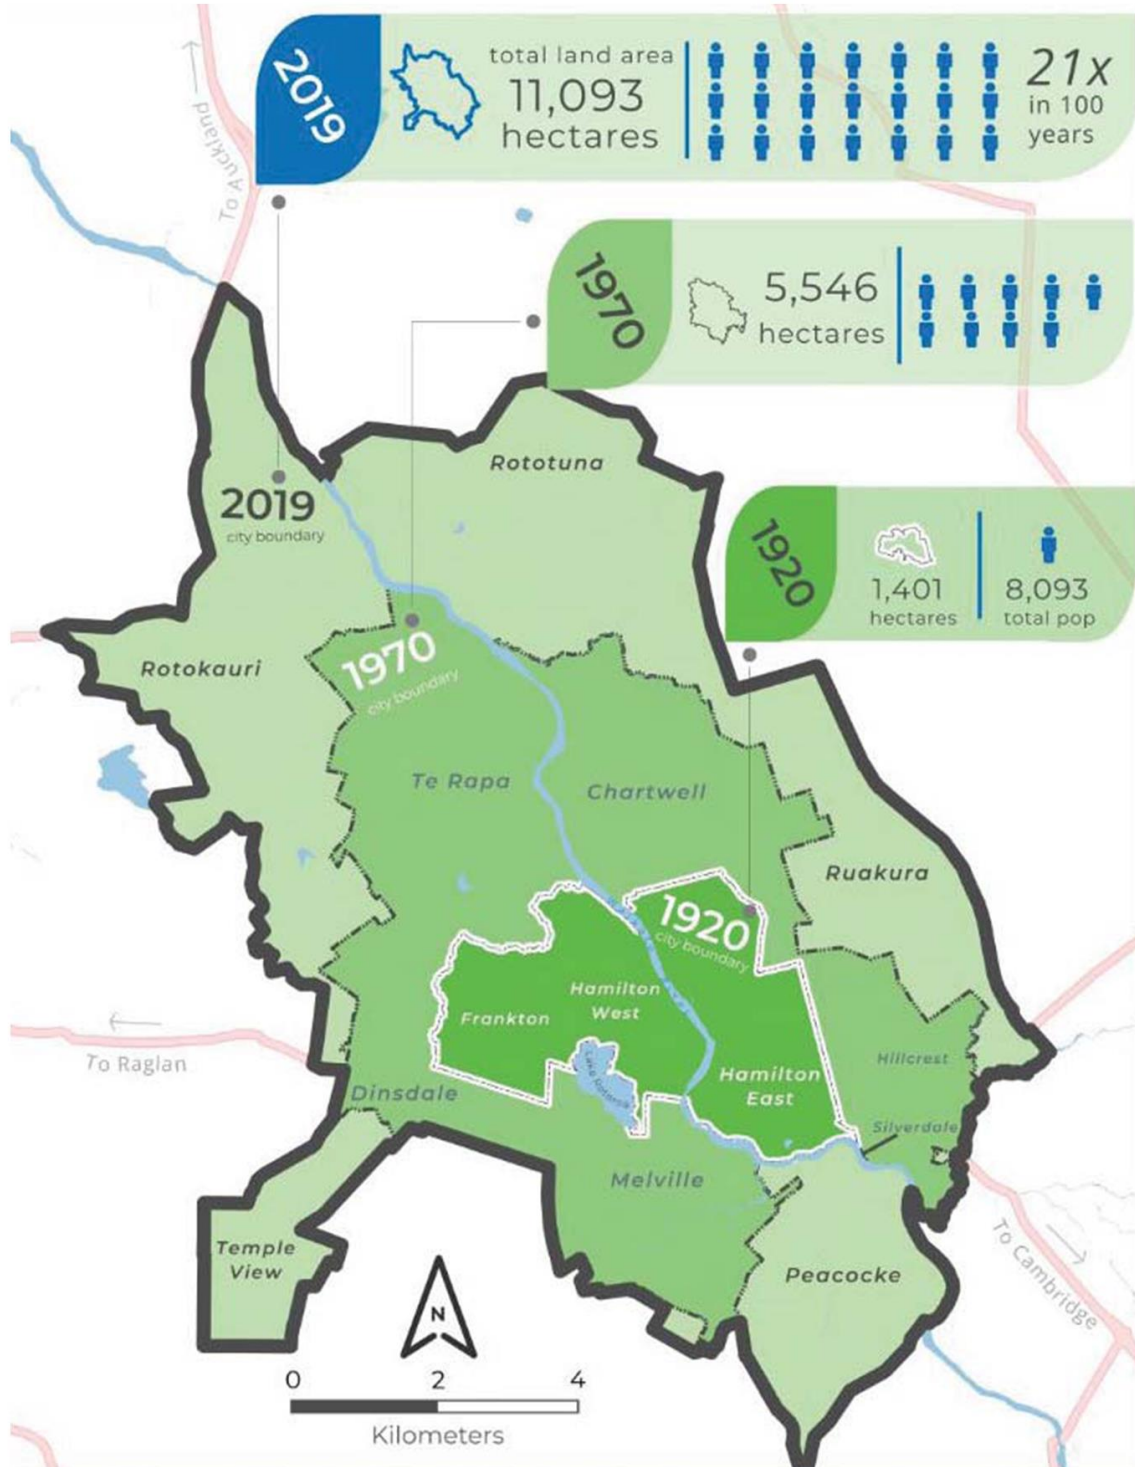 2019
total land area
11,093
hectares
21x
in 100
years
To Auckland
1970
5,546
hectares
Rototuna
2019
city boundary
1920
1,401
hectares
8,093
total pop
Rotokauri
1970
city boundary
Te Rapa
Chartwell
Ruakura
1920
city boundary
Hamilton
West
Frankton
To Raglan
Lake Rotoroa
Hamilton
East
Hillcrest
Dinsdale
Silverdale
Melville
Temple
View
Peacocke
To Cambridge
N
0 2 4
Kilometers